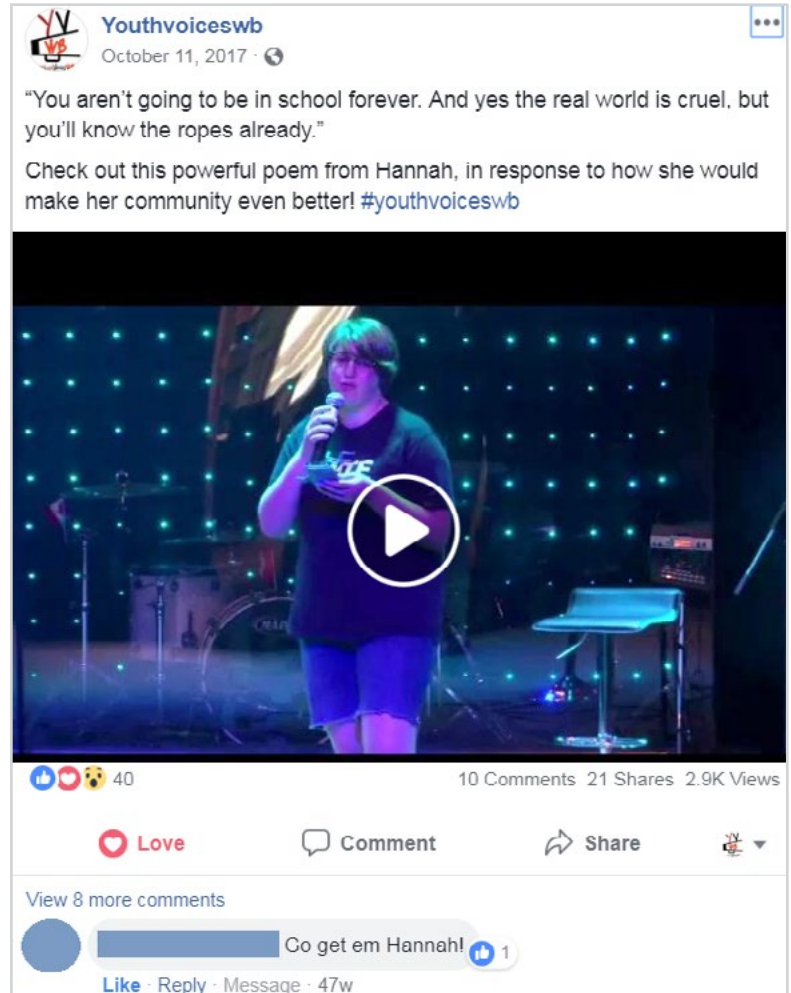 Youthvoiceswb
October 11, 2017 ·
“You aren’t going to be in school forever. And yes the real world is cruel, but
you’ll know the ropes already.”
Check out this powerful poem from Hannah, in response to how she would
make her community even better! #youthvoiceswb
40
10 Comments 21 Shares 2.9K Views
Love Comment Share
View 8 more comments
Go get em Hannah! 1
Like · Reply · Message · 47w